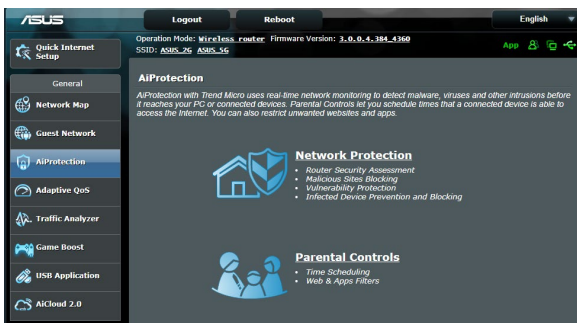 ASUS
Logout
Reboot
English
Operation Mode: Wireless router Firmware Version: 3.0.0.4.384_4360
SSID: ASUS_2G ASUS_5G
App
Quick Internet
Setup
General
Network Map
Guest Network
AiProtection
Adaptive QoS
Traffic Analyzer
Game Boost
USB Application
AiCloud 2.0
AiProtection
AiProtection with Trend Micro uses real-time network monitoring to detect malware, viruses and other intrusions before
it reaches your PC or connected devices. Parental Controls let you schedule times that a connected device is able to
access the Internet. You can also restrict unwanted websites and apps.
Network Protection
• Router Security Assessment
• Malicious Sites Blocking
• Vulnerability Protection
• Infected Device Prevention and Blocking
Parental Controls
• Time Scheduling
• Web & Apps Filters